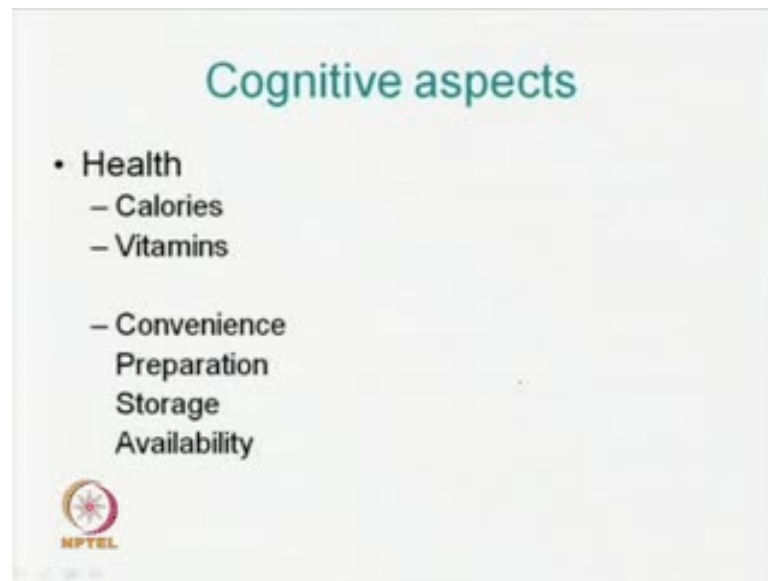 Cognitive aspects
• Health
– Calories
– Vitamins
– Convenience
Preparation
Storage
Availability
NPTEL